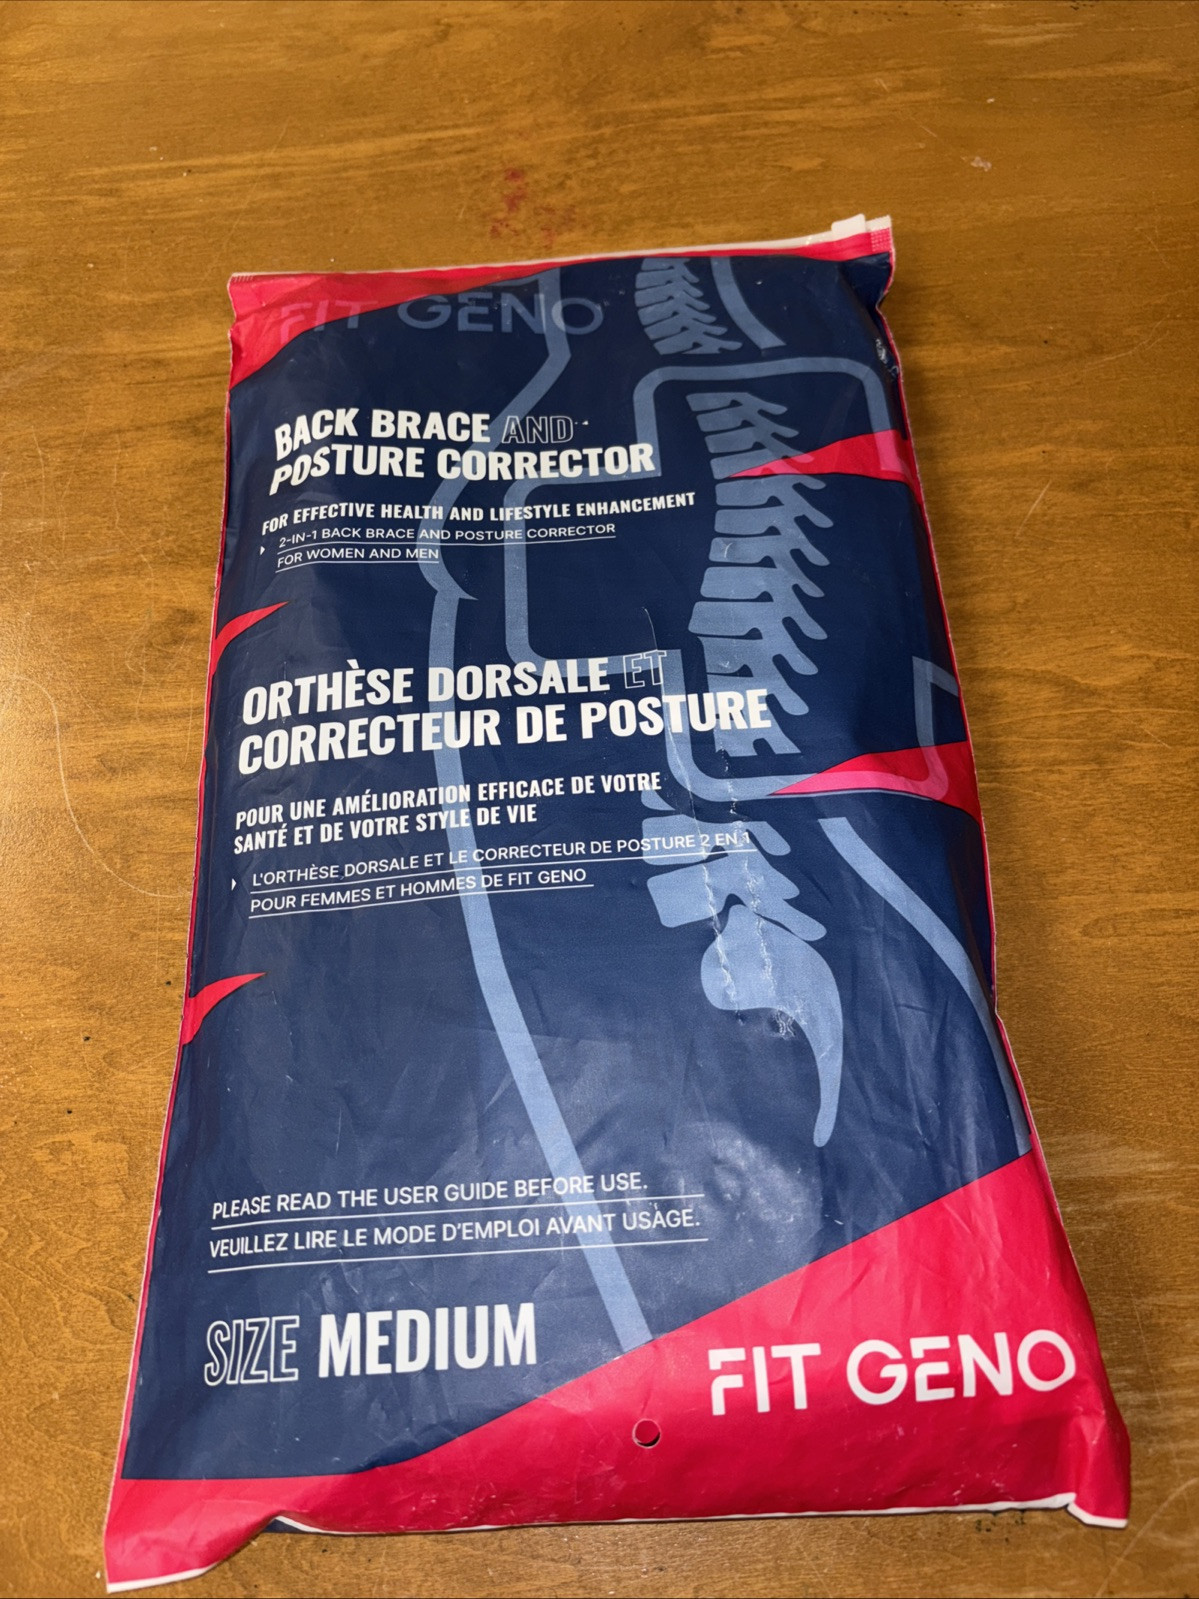 FIT GENO
BACK BRACE AND
POSTURE CORRECTOR
FOR EFFECTIVE HEALTH AND LIFESTYLE ENHANCEMENT
2-IN-1 BACK BRACE AND POSTURE CORRECTOR
FOR WOMEN AND MEN
ORTHÈSE DORSALE ET
CORRECTEUR DE POSTURE
POUR UNE AMÉLIORATION EFFICACE DE VOTRE
SANTÉ ET DE VOTRE STYLE DE VIE
L'ORTHÈSE DORSALE ET LE CORRECTEUR DE POSTURE 2 EN 1
POUR FEMMES ET HOMMES DE FIT GENO
PLEASE READ THE USER GUIDE BEFORE USE.
VEUILLEZ LIRE LE MODE D'EMPLOI AVANT USAGE.
SIZE MEDIUM
FIT GENO